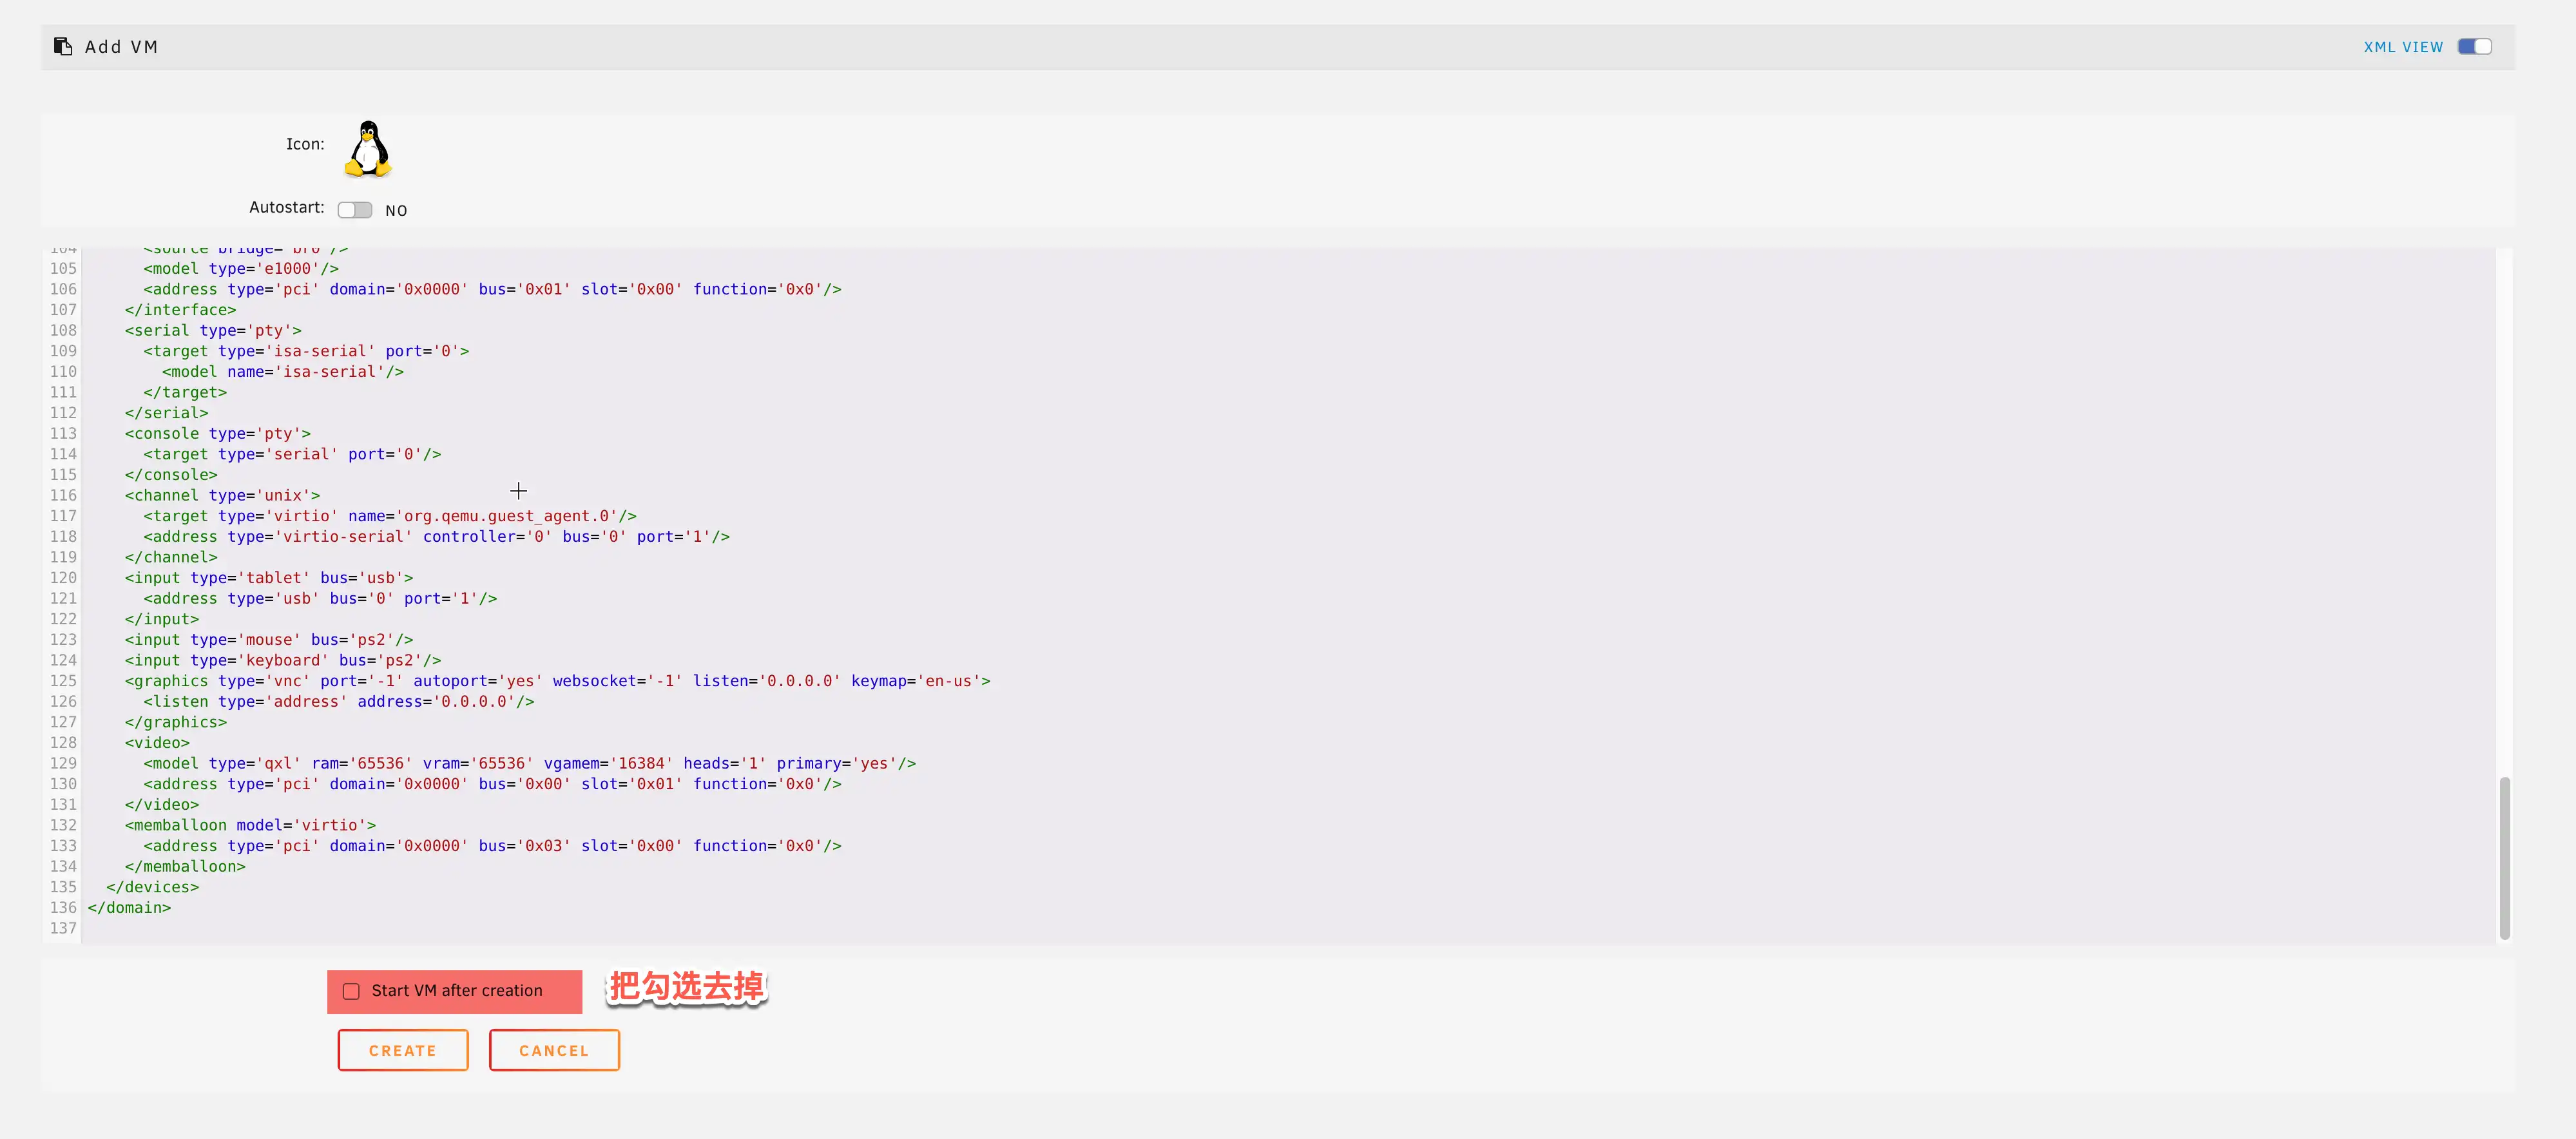 Add VM
XML VIEW
Icon:
Autostart: NO
104 <source bridge='br0'/>
105 <model type='e1000'/>
106 <address type='pci' domain='0x0000' bus='0x01' slot='0x00' function='0x0'/>
107 </interface>
108 <serial type='pty'>
109 <target type='isa-serial' port='0'>
110 <model name='isa-serial'/>
111 </target>
112 </serial>
113 <console type='pty'>
114 <target type='serial' port='0'/>
115 </console>
116 <channel type='unix'>
117 <target type='virtio' name='org.qemu.guest_agent.0'/>
118 <address type='virtio-serial' controller='0' bus='0' port='1'/>
119 </channel>
120 <input type='tablet' bus='usb'>
121 <address type='usb' bus='0' port='1'/>
122 </input>
123 <input type='mouse' bus='ps2'/>
124 <input type='keyboard' bus='ps2'/>
125 <graphics type='vnc' port='-1' autoport='yes' websocket='-1' listen='0.0.0.0' keymap='en-us'>
126 <listen type='address' address='0.0.0.0'/>
127 </graphics>
128 <video>
129 <model type='qxl' ram='65536' vram='65536' vgamem='16384' heads='1' primary='yes'/>
130 <address type='pci' domain='0x0000' bus='0x00' slot='0x01' function='0x0'/>
131 </video>
132 <memballoon model='virtio'>
133 <address type='pci' domain='0x0000' bus='0x03' slot='0x00' function='0x0'/>
134 </memballoon>
135 </devices>
136 </domain>
137
Start VM after creation 把勾选去掉
CREATE CANCEL